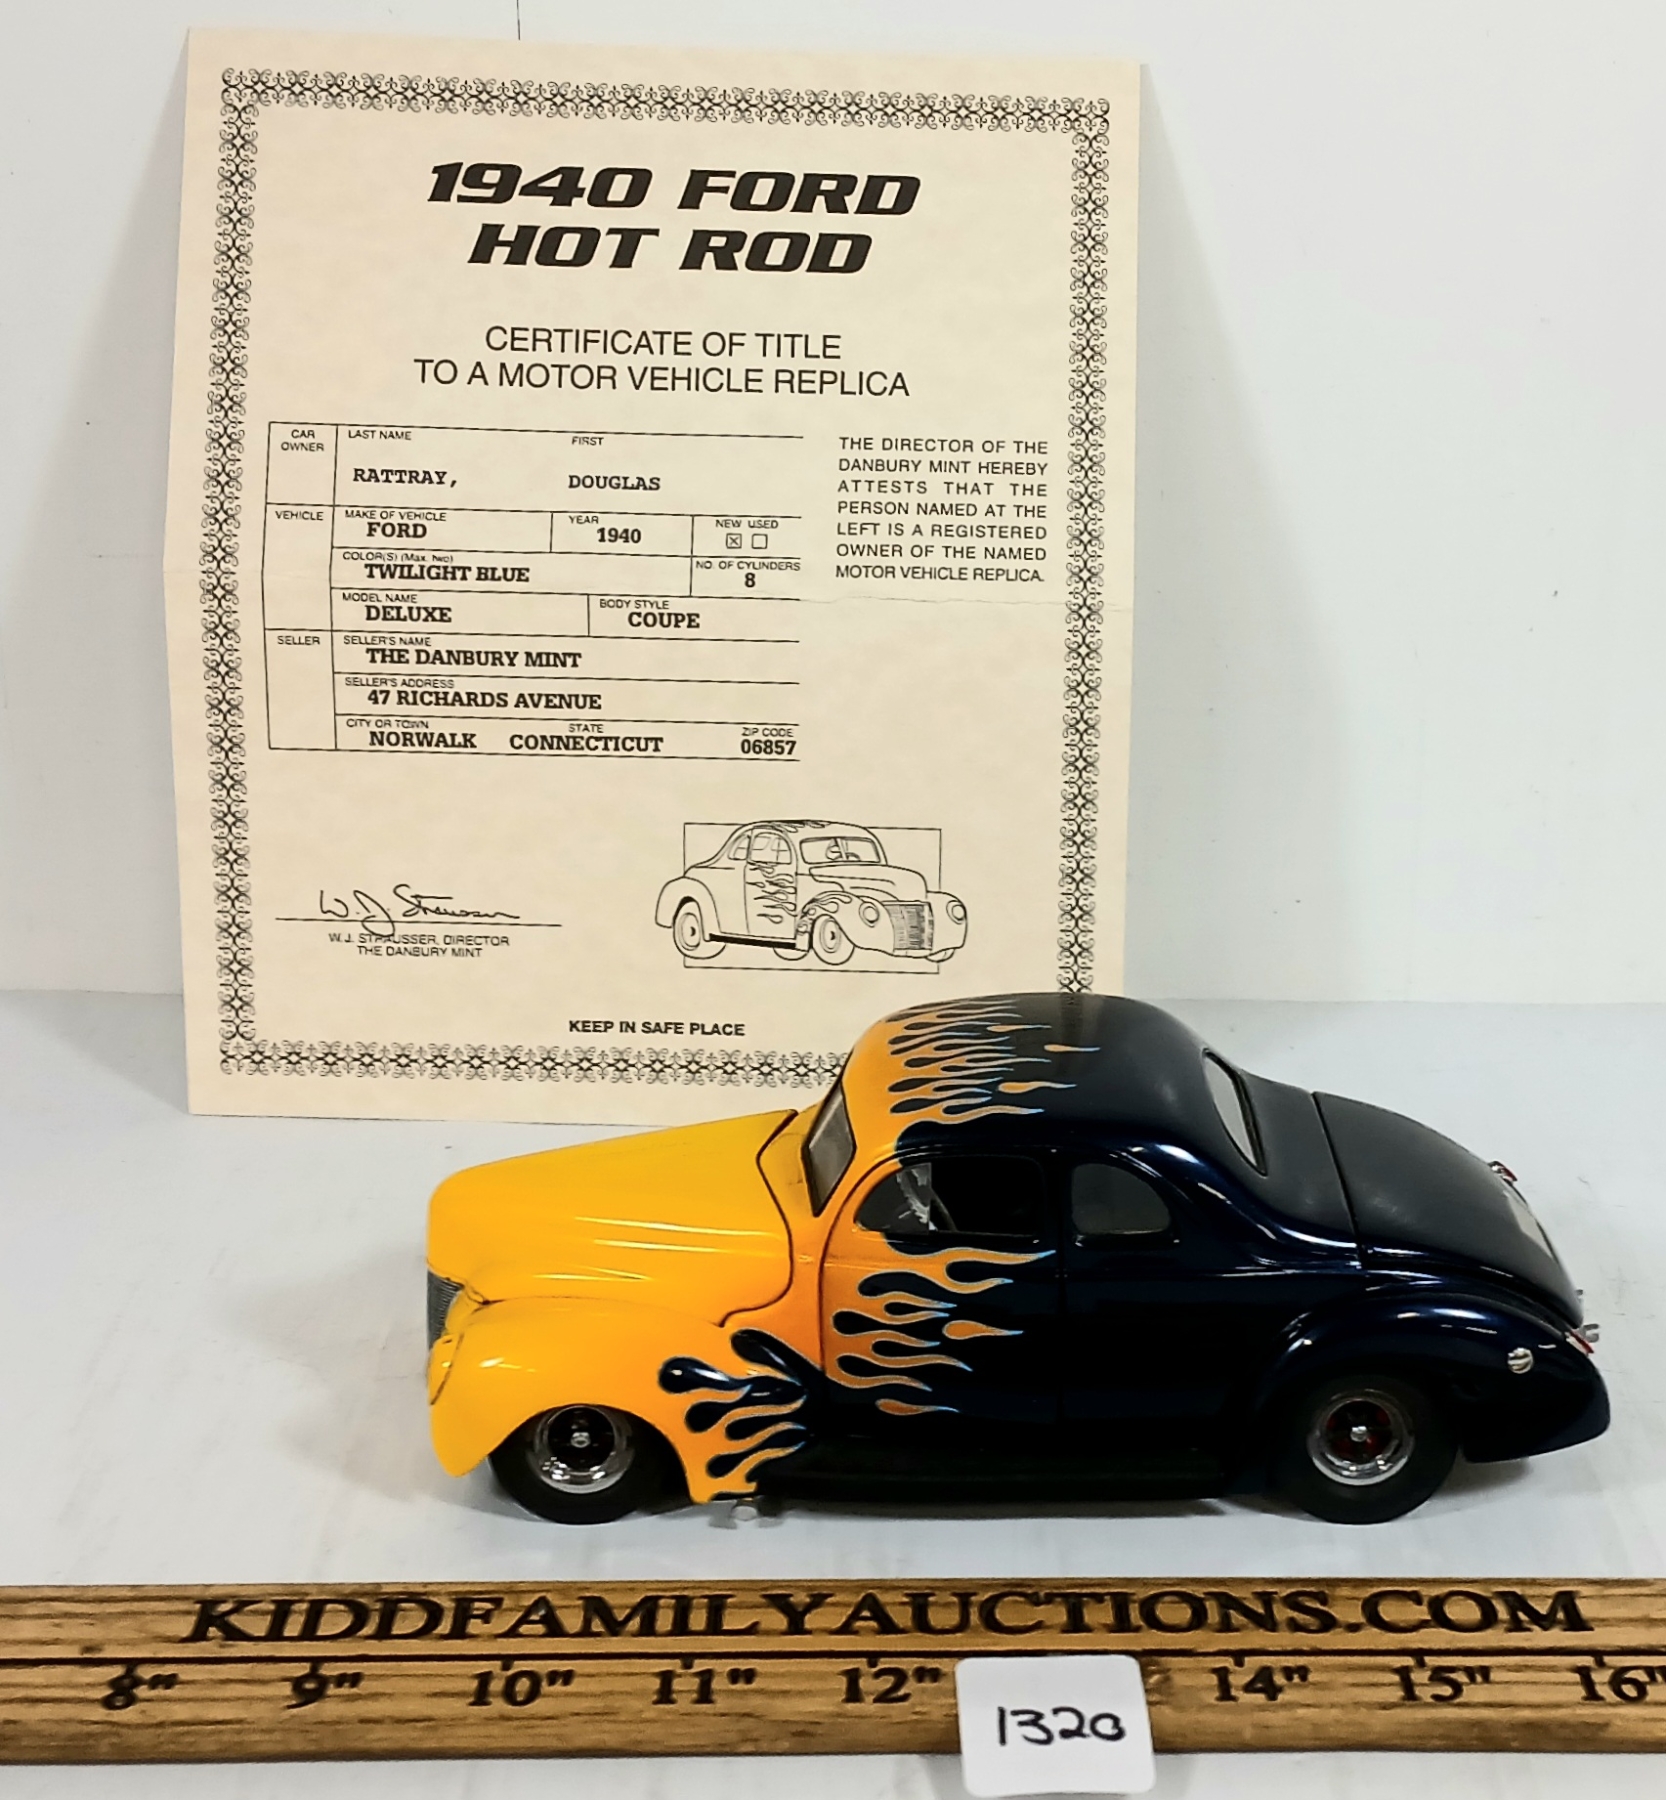 1940 FORD
HOT ROD
CERTIFICATE OF TITLE
TO A MOTOR VEHICLE REPLICA
CAR OWNER
LAST NAME FIRST
RATTRAY, DOUGLAS
VEHICLE
MAKE OF VEHICLE YEAR NEW USED
FORD 1940 ☒ ☐
COLOR(S) (Max. two) NO. OF CYLINDERS
TWILIGHT BLUE 8
MODEL NAME BODY STYLE
DELUXE COUPE
SELLER
SELLER'S NAME
THE DANBURY MINT
SELLER'S ADDRESS
47 RICHARDS AVENUE
CITY OR TOWN STATE ZIP CODE
NORWALK CONNECTICUT 06857
THE DIRECTOR OF THE
DANBURY MINT HEREBY
ATTESTS THAT THE
PERSON NAMED AT THE
LEFT IS A REGISTERED
OWNER OF THE NAMED
MOTOR VEHICLE REPLICA.
W.J. Strausser
W.J. STRAUSSER, DIRECTOR
THE DANBURY MINT
KEEP IN SAFE PLACE
KIDDFAMILYAUCTIONS.COM
8" 9" 10" 11" 12" 14" 15" 16"
1320